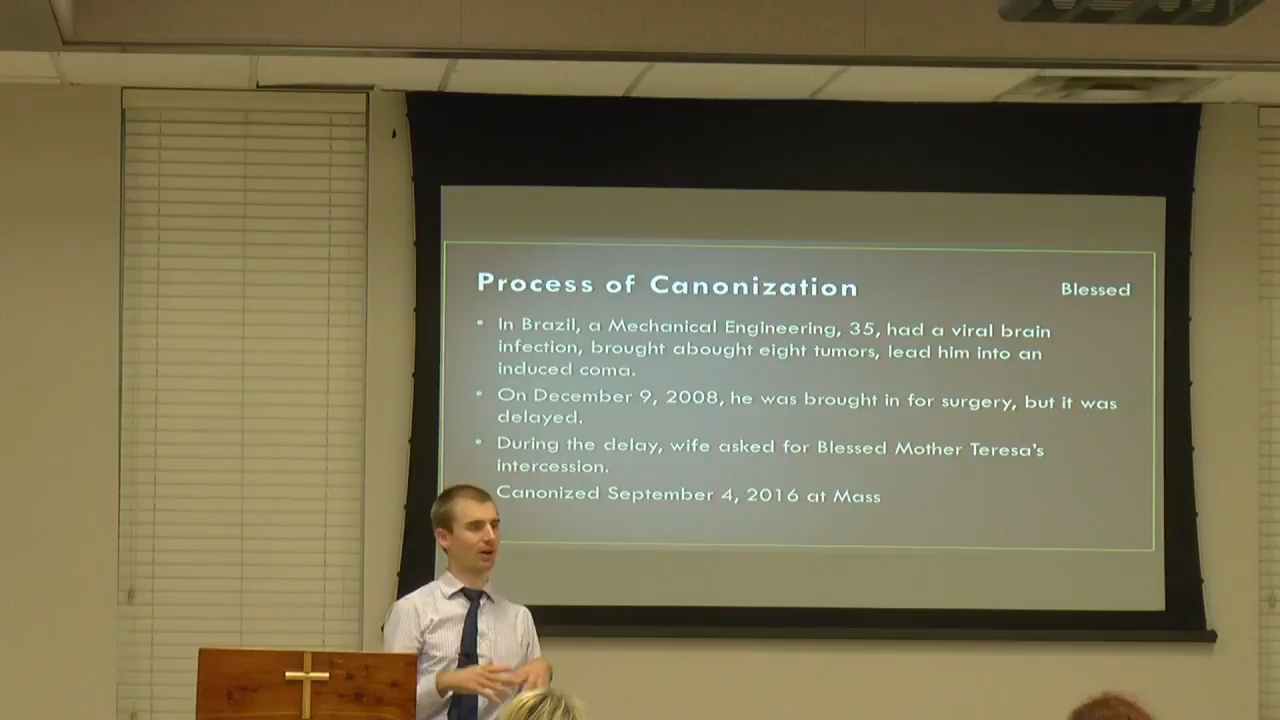 Process of Canonization
Blessed
• In Brazil, a Mechanical Engineering, 35, had a viral brain
infection, brought abought eight tumors, lead him into an
induced coma.
• On December 9, 2008, he was brought in for surgery, but it was
delayed.
• During the delay, wife asked for Blessed Mother Teresa's
intercession.
Canonized September 4, 2016 at Mass